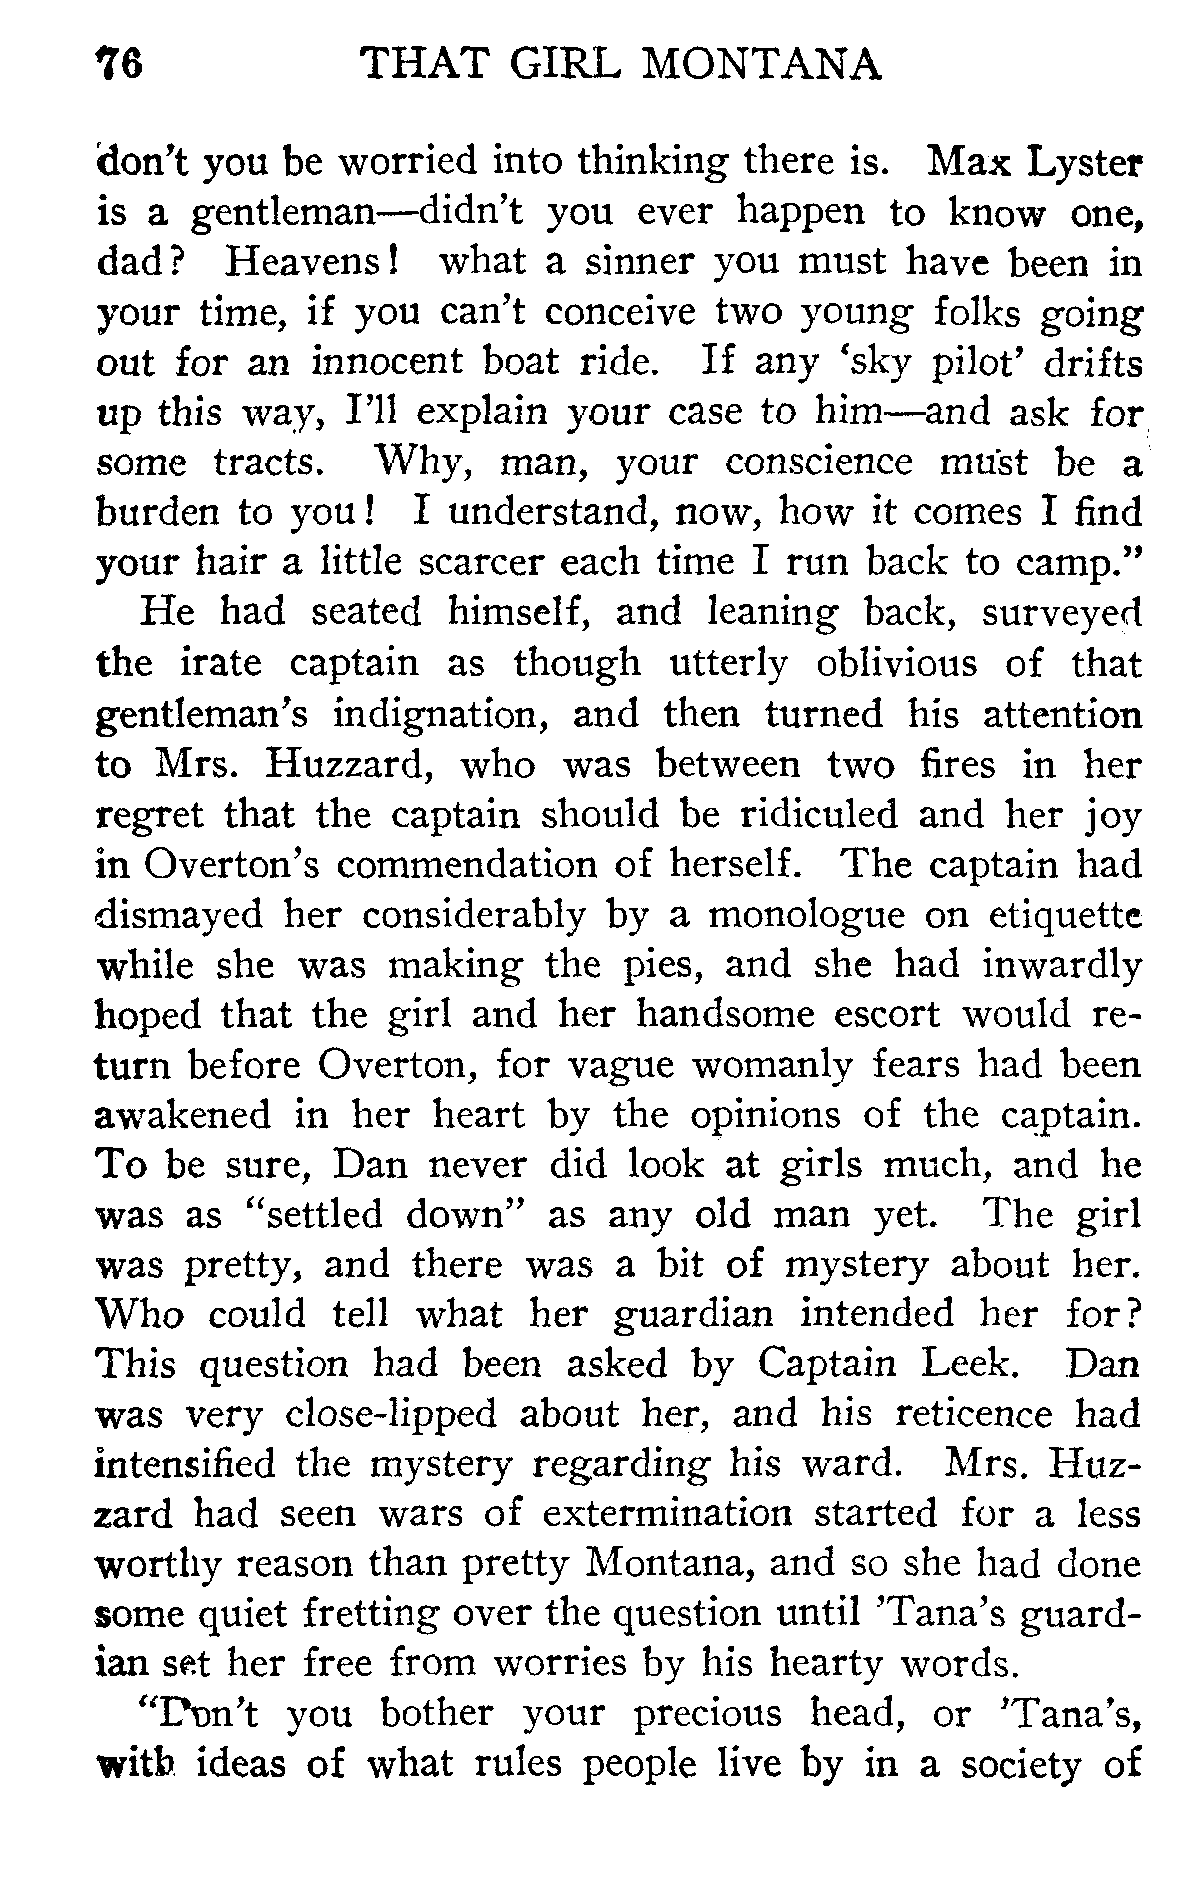 76 THAT GIRL MONTANA
don't you be worried into thinking there is. Max Lyster
is a gentleman—didn't you ever happen to know one,
dad? Heavens! what a sinner you must have been in
your time, if you can't conceive two young folks going
out for an innocent boat ride. If any 'sky pilot' drifts
up this way, I'll explain your case to him—and ask for
some tracts. Why, man, your conscience must be a
burden to you! I understand, now, how it comes I find
your hair a little scarcer each time I run back to camp."
He had seated himself, and leaning back, surveyed
the irate captain as though utterly oblivious of that
gentleman's indignation, and then turned his attention
to Mrs. Huzzard, who was between two fires in her
regret that the captain should be ridiculed and her joy
in Overton's commendation of herself. The captain had
dismayed her considerably by a monologue on etiquette
while she was making the pies, and she had inwardly
hoped that the girl and her handsome escort would re-
turn before Overton, for vague womanly fears had been
awakened in her heart by the opinions of the captain.
To be sure, Dan never did look at girls much, and he
was as "settled down" as any old man yet. The girl
was pretty, and there was a bit of mystery about her.
Who could tell what her guardian intended her for?
This question had been asked by Captain Leek. Dan
was very close-lipped about her, and his reticence had
intensified the mystery regarding his ward. Mrs. Huz-
zard had seen wars of extermination started for a less
worthy reason than pretty Montana, and so she had done
some quiet fretting over the question until 'Tana's guard-
ian set her free from worries by his hearty words.
"Don't you bother your precious head, or 'Tana's,
with ideas of what rules people live by in a society of